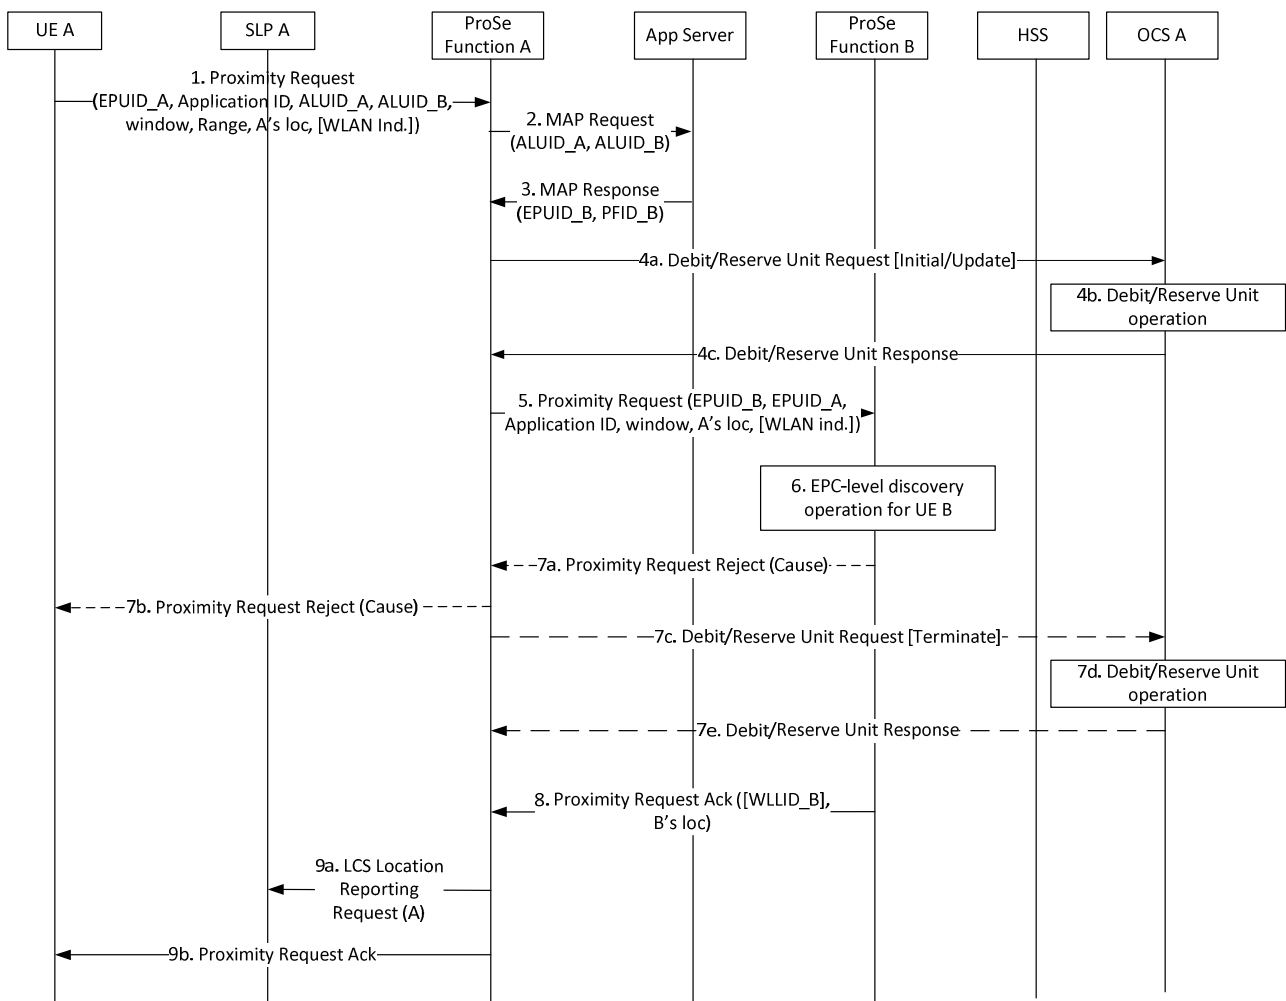 UE A
SLP A
ProSe
Function A
App Server
ProSe
Function B
HSS
OCS A
1. Proximity Request
(EPUID_A, Application ID, ALUID_A, ALUID_B,
window, Range, A's loc, [WLAN Ind.])
2. MAP Request
(ALUID_A, ALUID_B)
3. MAP Response
(EPUID_B, PFID_B)
4a. Debit/Reserve Unit Request [Initial/Update]
4b. Debit/Reserve Unit
operation
4c. Debit/Reserve Unit Response
5. Proximity Request (EPUID_B, EPUID_A,
Application ID, window, A's loc, [WLAN ind.])
6. EPC-level discovery
operation for UE B
7a. Proximity Request Reject (Cause)
7b. Proximity Request Reject (Cause)
7c. Debit/Reserve Unit Request [Terminate]
7d. Debit/Reserve Unit
operation
7e. Debit/Reserve Unit Response
8. Proximity Request Ack ([WLLID_B],
B's loc)
9a. LCS Location
Reporting
Request (A)
9b. Proximity Request Ack